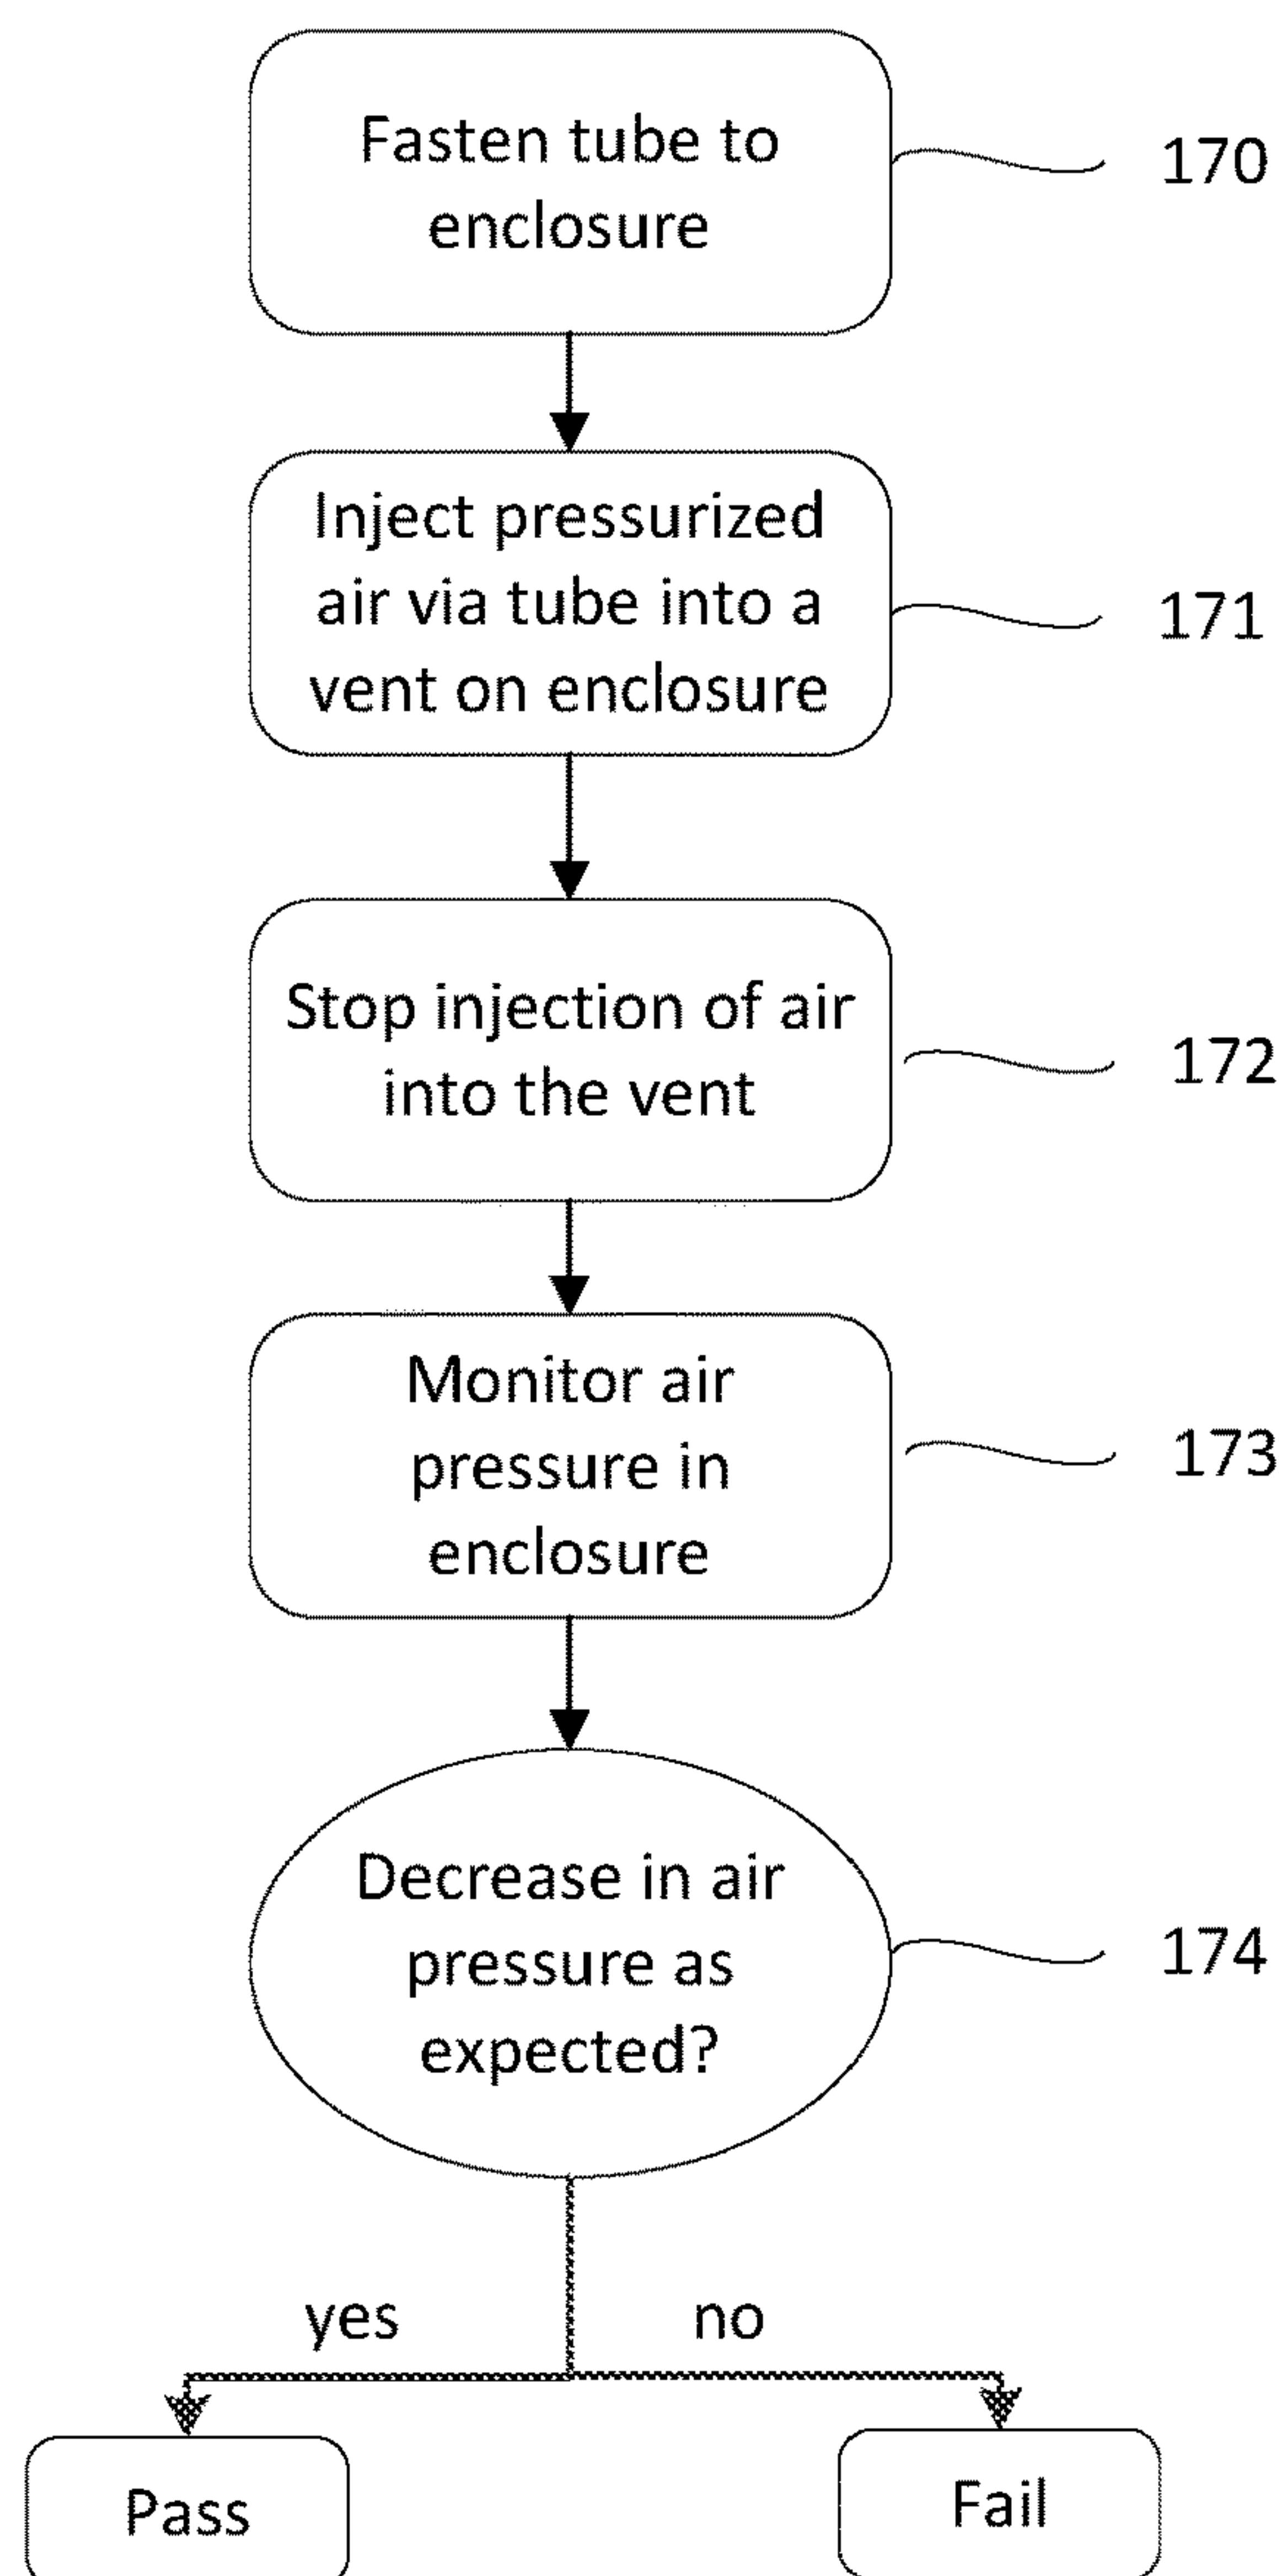 Fasten tube to
enclosure
170
Inject pressurized
air via tube into a
vent on enclosure
171
Stop injection of air
into the vent
172
Monitor air
pressure in
enclosure
173
Decrease in air
pressure as
expected?
174
yes
no
Pass
Fail